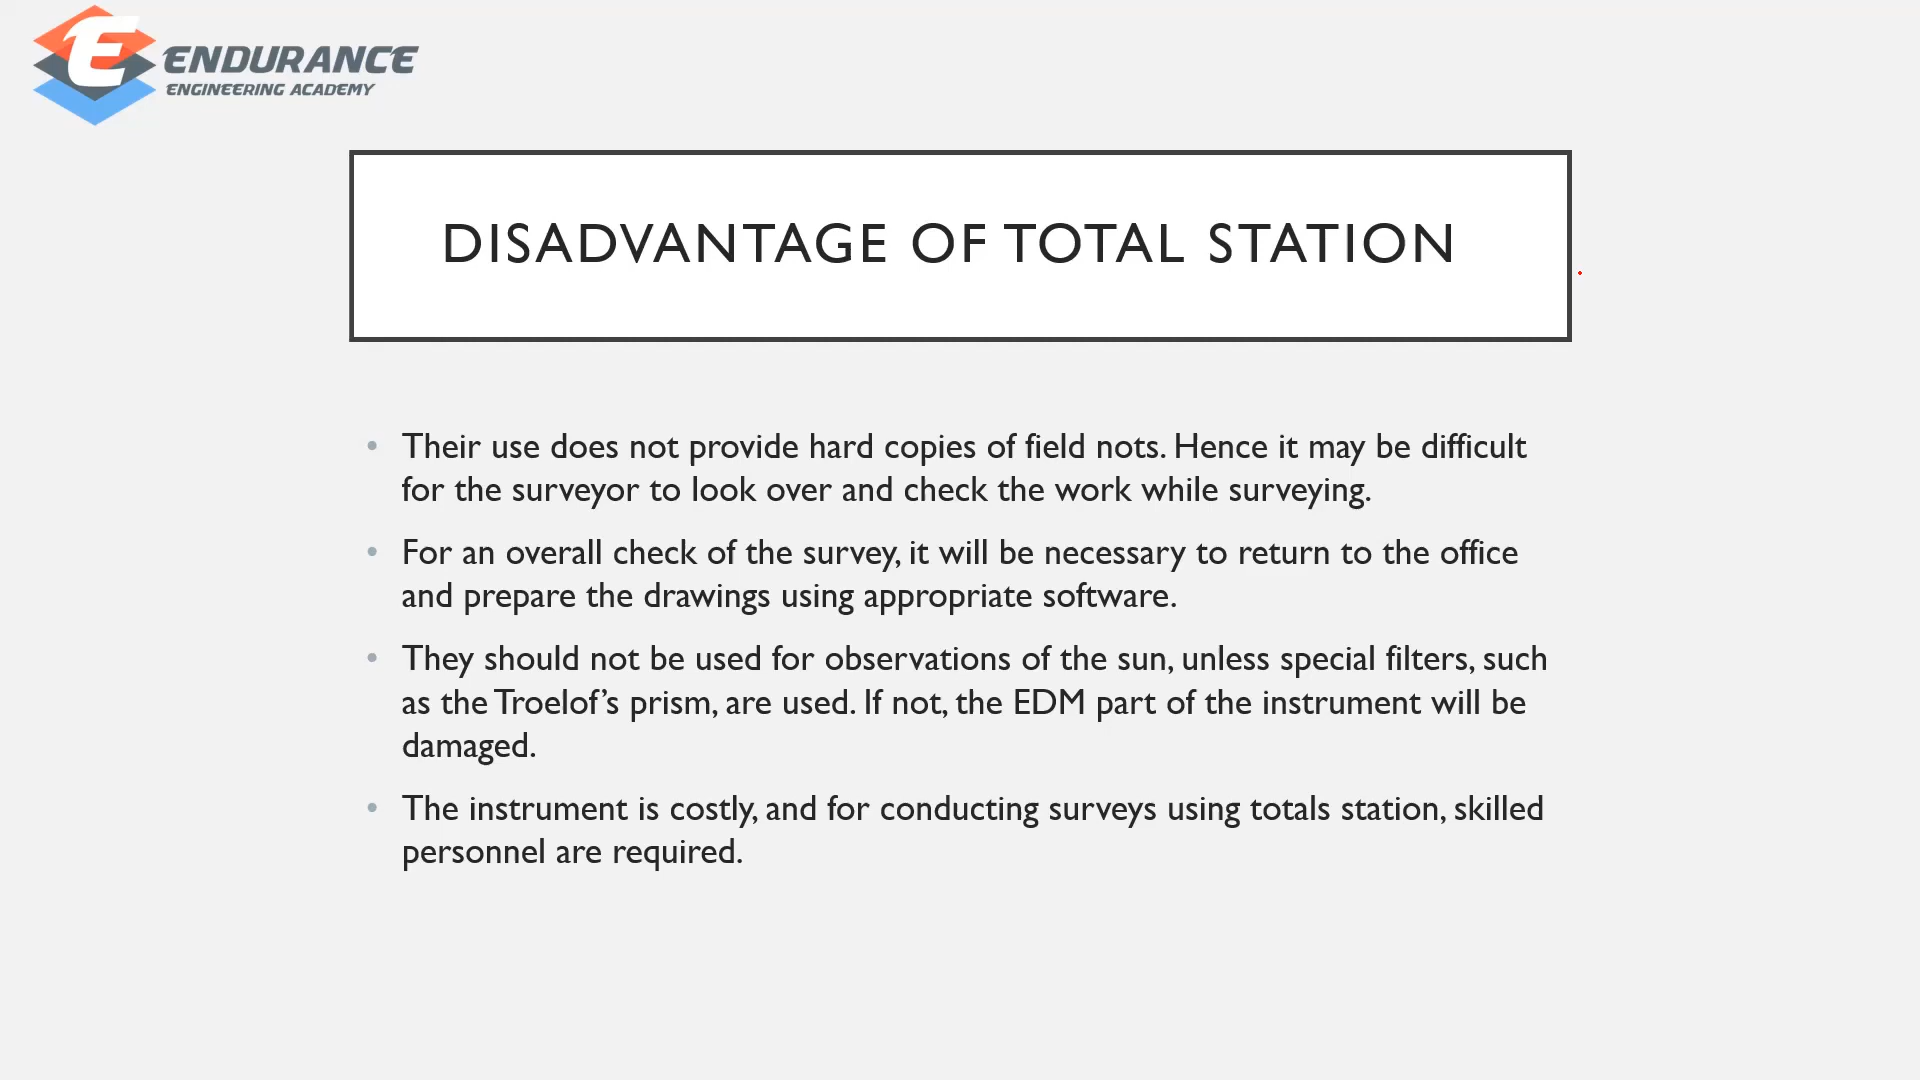 E ENDURANCE
ENGINEERING ACADEMY
DISADVANTAGE OF TOTAL STATION
• Their use does not provide hard copies of field nots. Hence it may be difficult
for the surveyor to look over and check the work while surveying.
• For an overall check of the survey, it will be necessary to return to the office
and prepare the drawings using appropriate software.
• They should not be used for observations of the sun, unless special filters, such
as the Troelof’s prism, are used. If not, the EDM part of the instrument will be
damaged.
• The instrument is costly, and for conducting surveys using totals station, skilled
personnel are required.